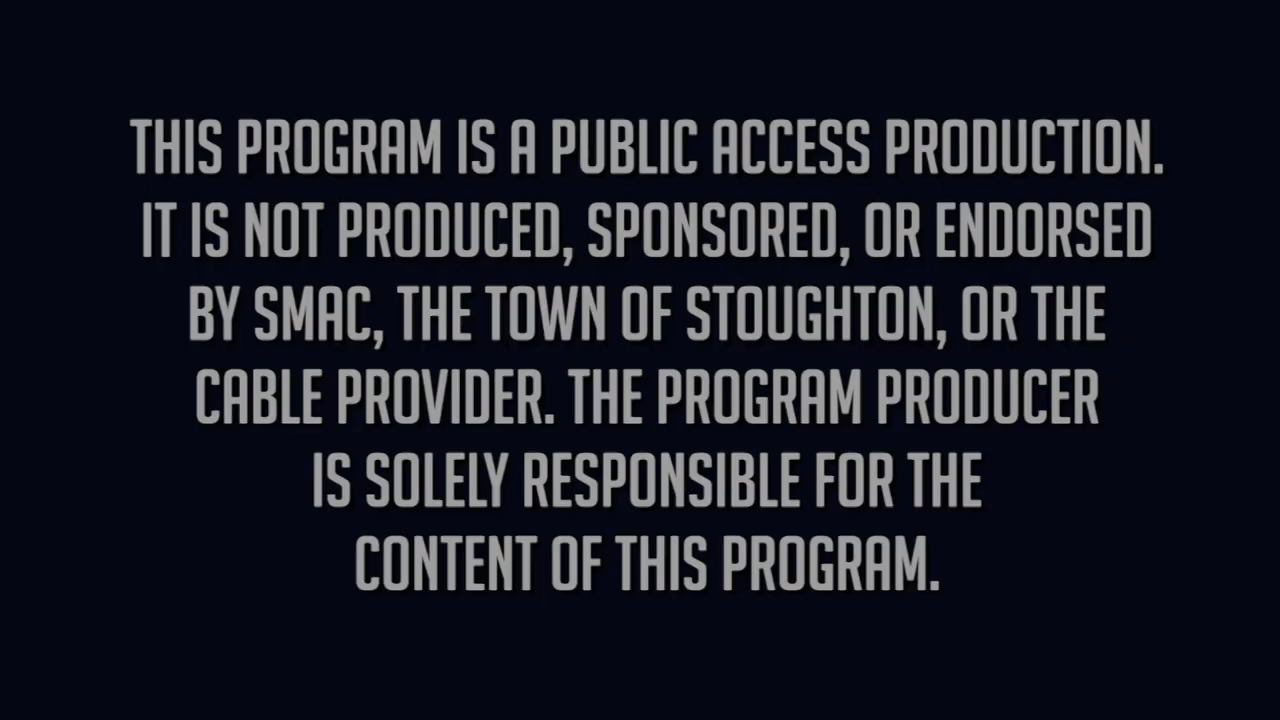 THIS PROGRAM IS A PUBLIC ACCESS PRODUCTION.
IT IS NOT PRODUCED, SPONSORED, OR ENDORSED
BY SMAC, THE TOWN OF STOUGHTON, OR THE
CABLE PROVIDER. THE PROGRAM PRODUCER
IS SOLELY RESPONSIBLE FOR THE
CONTENT OF THIS PROGRAM.